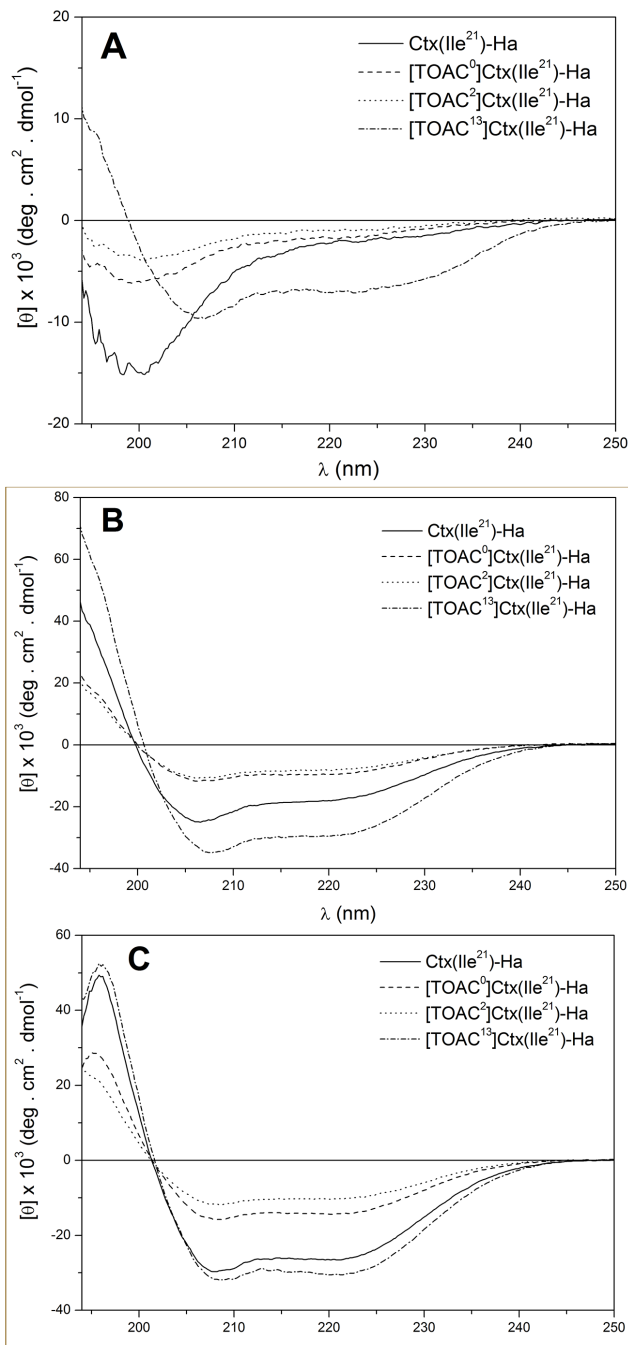 A
Ctx(Ile²¹)-Ha
[TOAC⁰]Ctx(Ile²¹)-Ha
[TOAC²]Ctx(Ile²¹)-Ha
[TOAC¹³]Ctx(Ile²¹)-Ha
[θ] x 10³ (deg . cm² . dmol⁻¹)
20
10
0
-10
-20
200 210 220 230 240 250
λ (nm)
B
Ctx(Ile²¹)-Ha
[TOAC⁰]Ctx(Ile²¹)-Ha
[TOAC²]Ctx(Ile²¹)-Ha
[TOAC¹³]Ctx(Ile²¹)-Ha
[θ] x 10³ (deg . cm² . dmol⁻¹)
80
60
40
20
0
-20
-40
200 210 220 230 240 250
λ (nm)
C
Ctx(Ile²¹)-Ha
[TOAC⁰]Ctx(Ile²¹)-Ha
[TOAC²]Ctx(Ile²¹)-Ha
[TOAC¹³]Ctx(Ile²¹)-Ha
[θ] x 10³ (deg . cm² . dmol⁻¹)
60
40
20
0
-20
-40
200 210 220 230 240 250